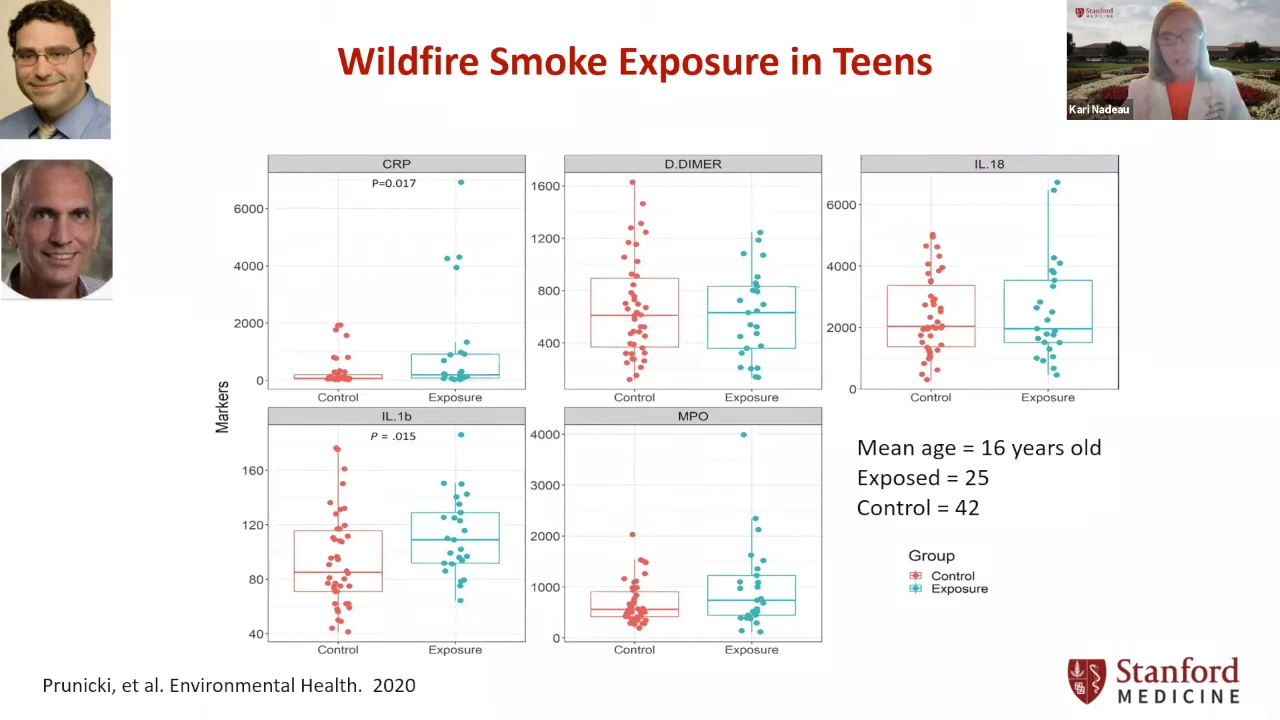 Wildfire Smoke Exposure in Teens
Stanford
MEDICINE
Kari Nadeau
CRP
P=0.017
6000
4000
2000
0
Control Exposure
D.DIMER
1600
1200
800
400
Control Exposure
IL.18
6000
4000
2000
0
Control Exposure
Markers
IL.1b
P = .015
160
120
80
40
Control Exposure
MPO
4000
3000
2000
1000
0
Control Exposure
Mean age = 16 years old
Exposed = 25
Control = 42
Group
Control
Exposure
Prunicki, et al. Environmental Health. 2020
Stanford
MEDICINE